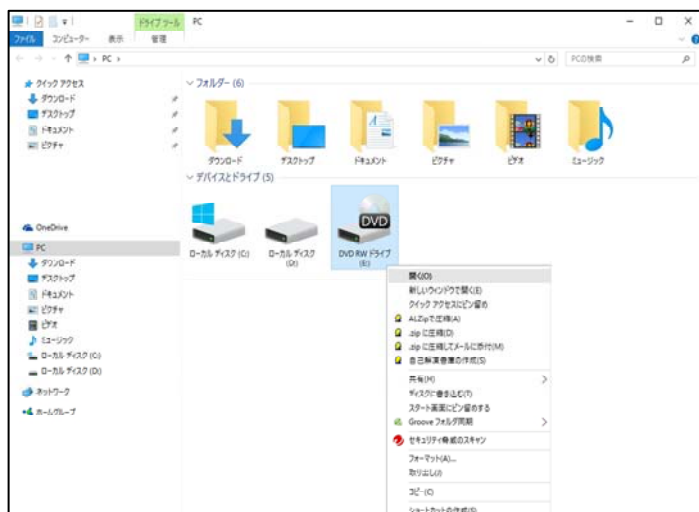 ドライブ ツール
PC
ファイル
コンピューター
表示
管理
PC
PCの検索
クイック アクセス
ダウンロード
デスクトップ
ドキュメント
ピクチャ
OneDrive
PC
ダウンロード
デスクトップ
ドキュメント
ピクチャ
ビデオ
ミュージック
ローカル ディスク (C:)
ローカル ディスク (D:)
ネットワーク
ホームグループ
フォルダー (6)
ダウンロード
デスクトップ
ドキュメント
ピクチャ
ビデオ
ミュージック
デバイスとドライブ (5)
ローカル ディスク (C:)
ローカル ディスク
(D:)
DVD
DVD RW ドライブ
(E:)
開く(O)
新しいウィンドウで開く(E)
クイック アクセスにピン留め
ALZipで圧縮(A)
.zip に圧縮(D)
.zip に圧縮してメールに添付(M)
自己解凍書庫の作成(S)
共有(H)
ディスクに書き込む(T)
スタート画面にピン留めする
Groove フォルダ同期
セキュリティ脅威のスキャン
フォーマット(A)...
取り出し(J)
コピー(C)
ショートカットの作成(S)